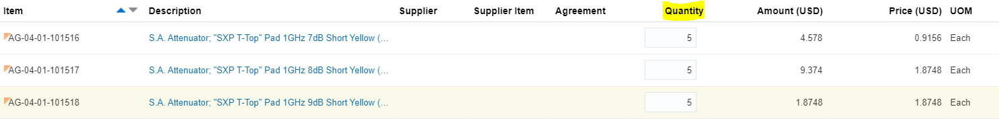 Item Description Supplier Supplier Item Agreement Quantity Amount (USD) Price (USD) UOM
AG-04-01-101516 S.A. Attenuator; "SXP T-Top" Pad 1GHz 7dB Short Yellow (… 5 4.578 0.9156 Each
AG-04-01-101517 S.A. Attenuator; "SXP T-Top" Pad 1GHz 8dB Short Yellow (… 5 9.374 1.8748 Each
AG-04-01-101518 S.A. Attenuator; "SXP T-Top" Pad 1GHz 9dB Short Yellow (… 5 1.8748 1.8748 Each